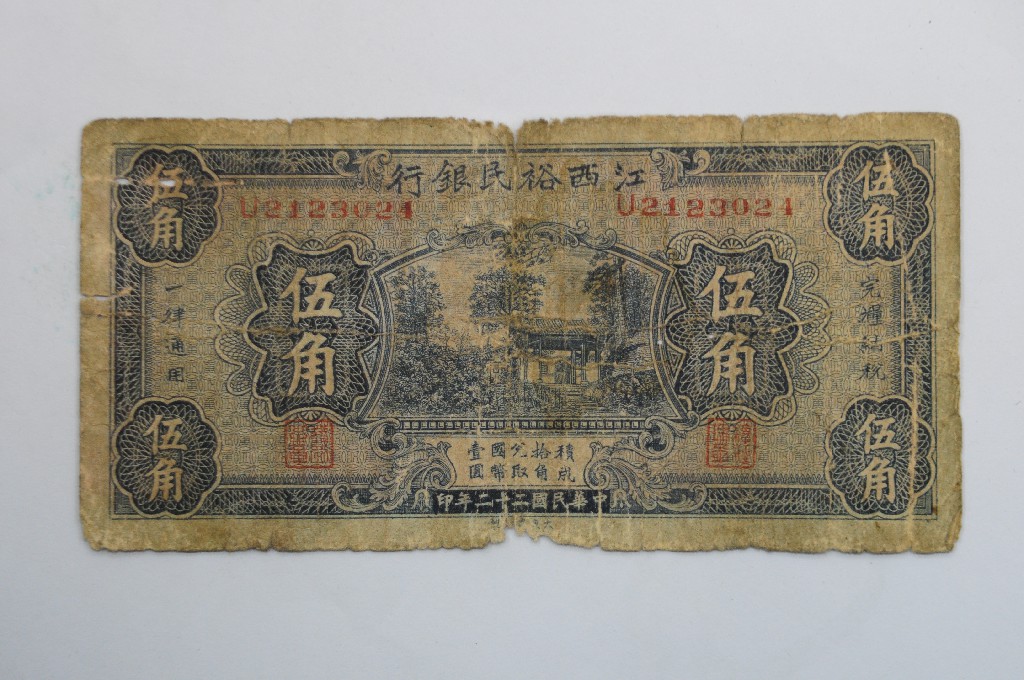 江西裕民銀行
U2123024
U2123024
伍角
伍角
伍角
伍角
完糧納税
一律通用
積成
拾角
兌取
國幣
壹圓
中華民國二十二年印
伍角
伍角